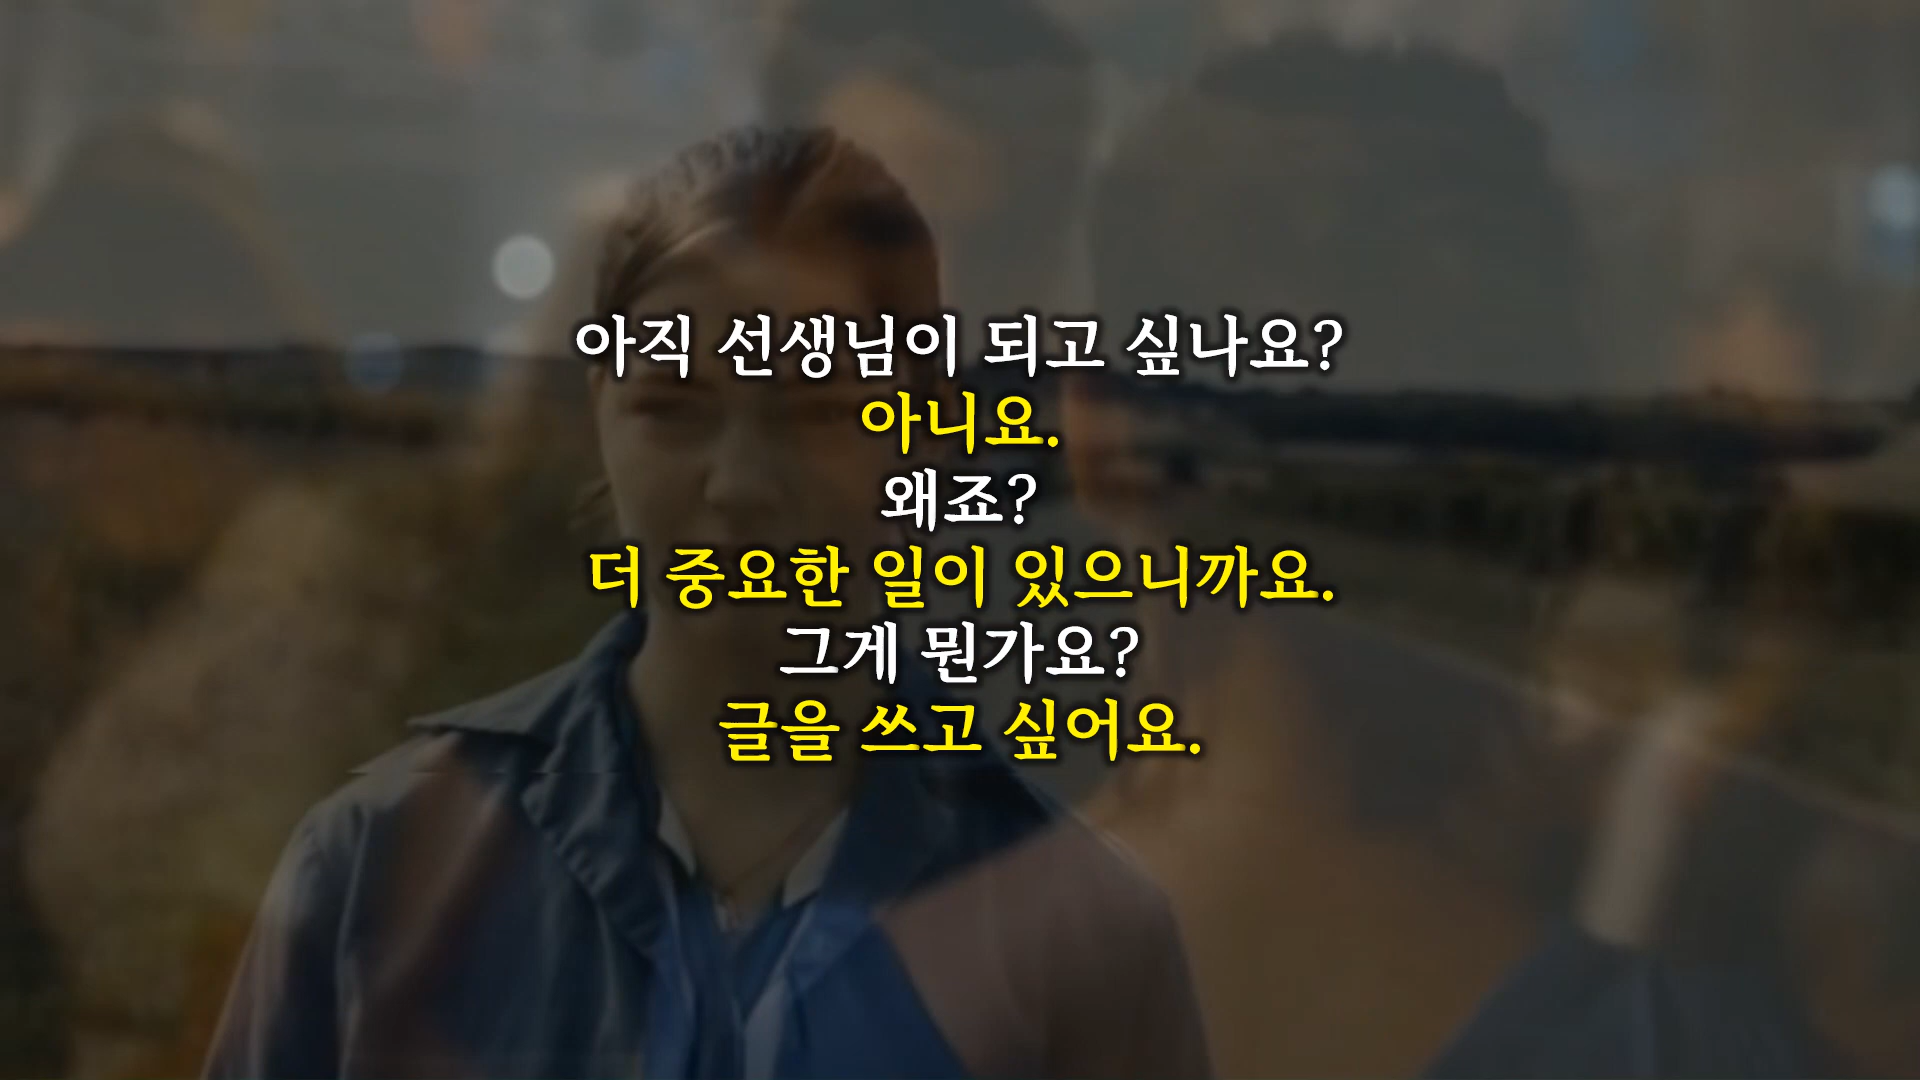 아직 선생님이 되고 싶나요?
아니요.
왜죠?
더 중요한 일이 있으니까요.
그게 뭔가요?
글을 쓰고 싶어요.